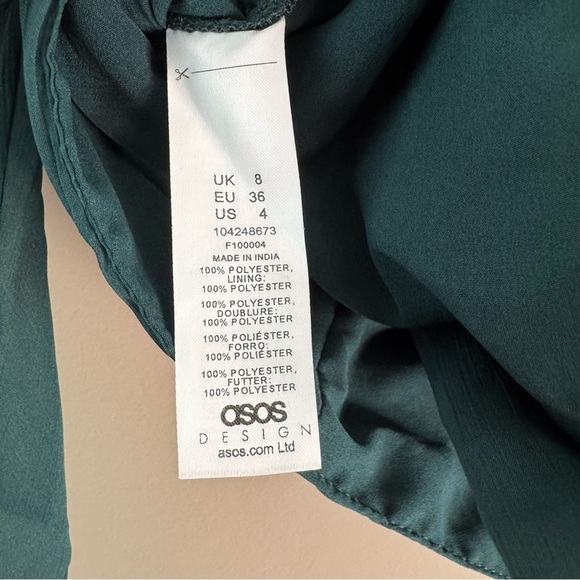 UK 8
EU 36
US 4
104248673
F100004
MADE IN INDIA
100% POLYESTER,
LINING:
100% POLYESTER
100% POLYESTER,
DOUBLURE:
100% POLYESTER
100% POLIÉSTER,
FORRO:
100% POLIÉSTER
100% POLYESTER,
FUTTER:
100% POLYESTER
asos
DESIGN
asos.com Ltd